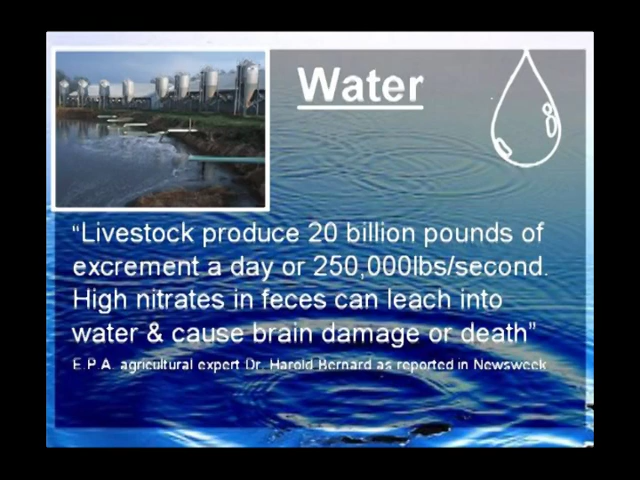 Water
“Livestock produce 20 billion pounds of
excrement a day or 250,000lbs/second.
High nitrates in feces can leach into
water & cause brain damage or death”
E.P.A. agricultural expert Dr. Harold Bernard as reported in Newsweek